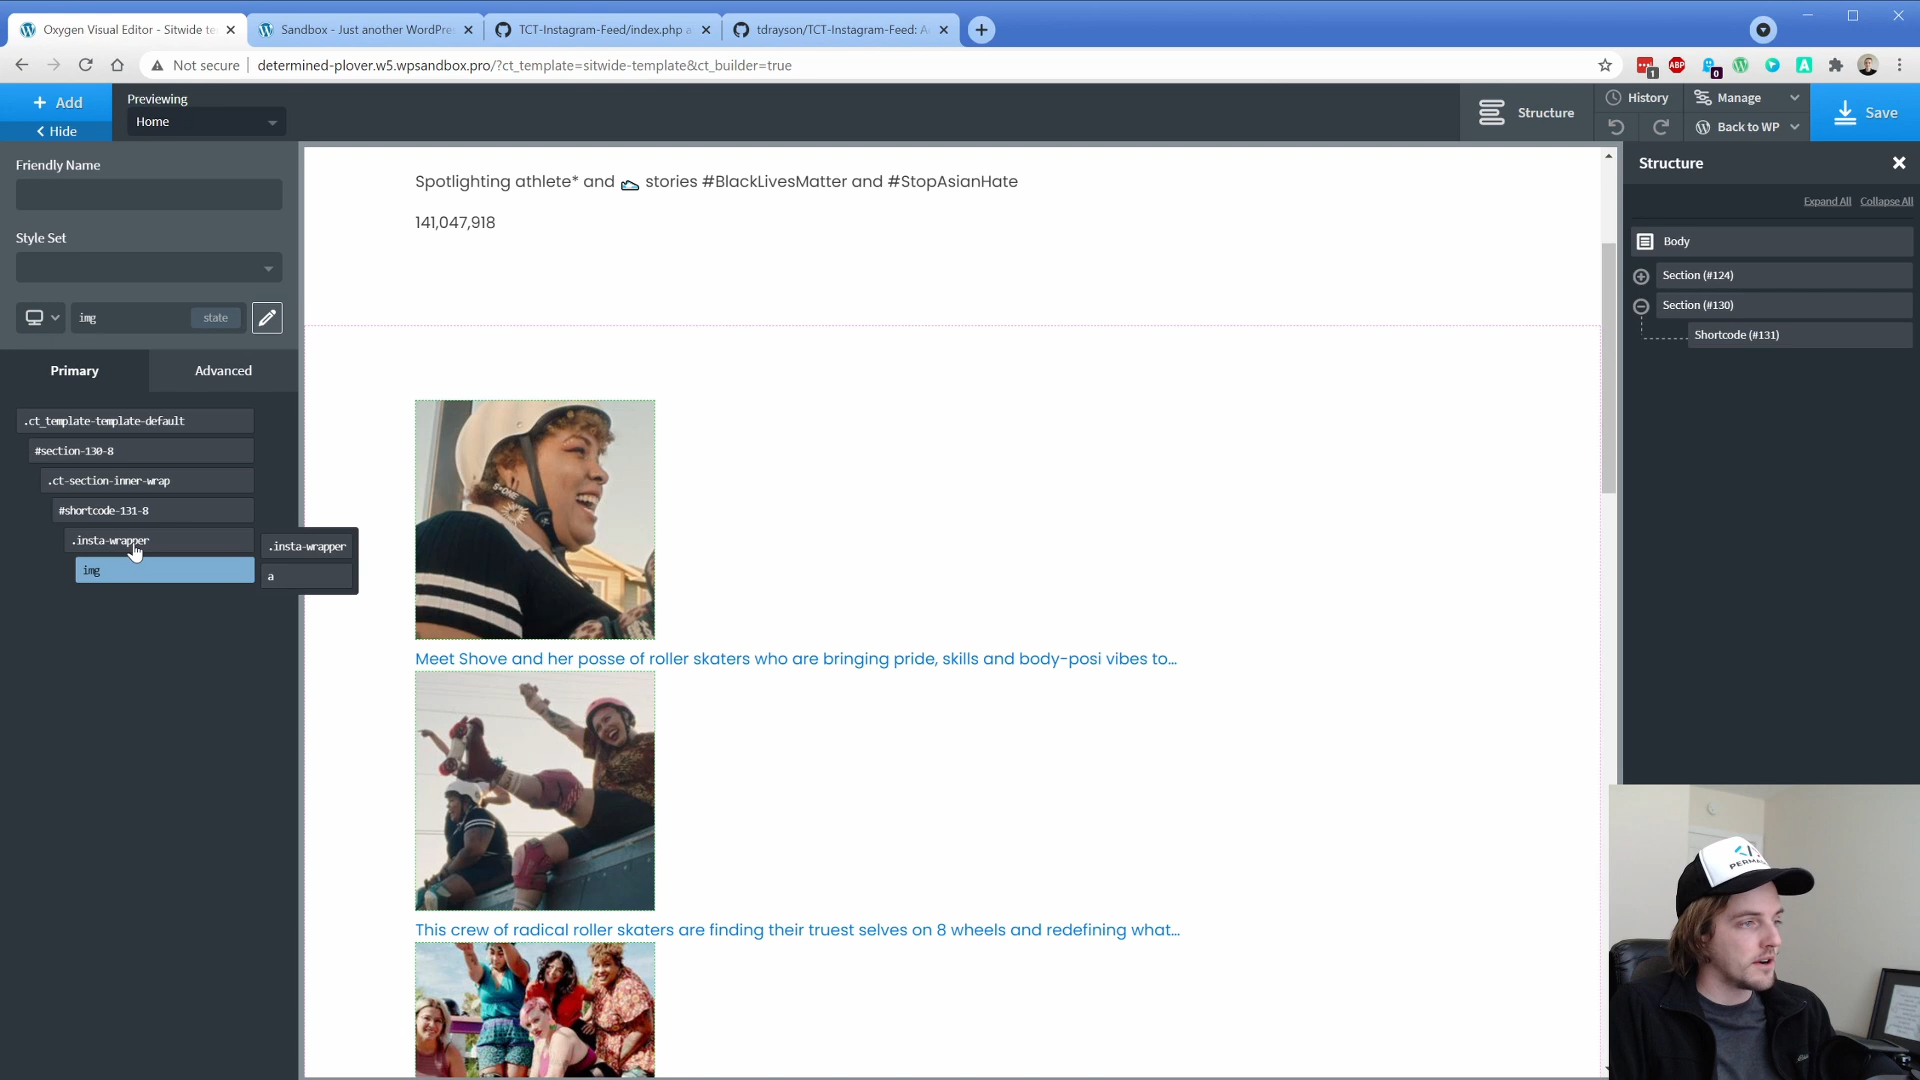 Oxygen Visual Editor - Sitwide te
Sandbox - Just another WordPre
TCT-Instagram-Feed/index.php a
tdrayson/TCT-Instagram-Feed: A
Not secure
determined-plover.w5.wpsandbox.pro/?ct_template=sitwide-template&ct_builder=true
1
ABP
0
+ Add
Hide
Previewing
Home
Structure
History
Manage
Back to WP
Save
Friendly Name
Style Set
img
state
Primary
Advanced
.ct_template-template-default
#section-130-8
.ct-section-inner-wrap
#shortcode-131-8
.insta-wrapper
img
.insta-wrapper
a
Spotlighting athlete* and 👟 stories #BlackLivesMatter and #StopAsianHate
141,047,918
S-ONE
Meet Shove and her posse of roller skaters who are bringing pride, skills and body-posi vibes to...
This crew of radical roller skaters are finding their truest selves on 8 wheels and redefining what...
Structure
Expand All
Collapse All
Body
Section (#124)
Section (#130)
Shortcode (#131)